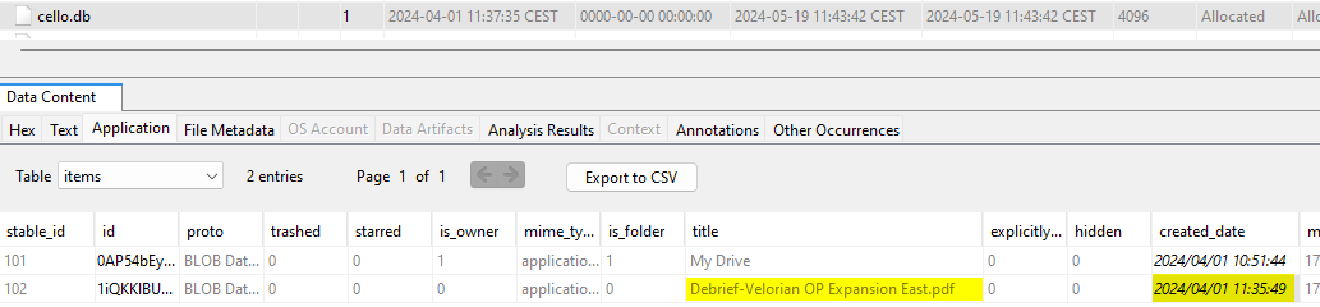 cello.db 1 2024-04-01 11:37:35 CEST 0000-00-00 00:00:00 2024-05-19 11:43:42 CEST 2024-05-19 11:43:42 CEST 4096 Allocated Allo
Data Content
Hex Text Application File Metadata OS Account Data Artifacts Analysis Results Context Annotations Other Occurrences
Table items 2 entries Page 1 of 1 Export to CSV
stable_id id proto trashed starred is_owner mime_ty... is_folder title explicitly... hidden created_date m
101 0AP54bEy... BLOB Dat... 0 0 1 applicatio... 1 My Drive 0 0 2024/04/01 10:51:44 17
102 1iQKKIBU... BLOB Dat... 0 0 0 applicatio... 0 Debrief-Velorian OP Expansion East.pdf 0 0 2024/04/01 11:35:49 17